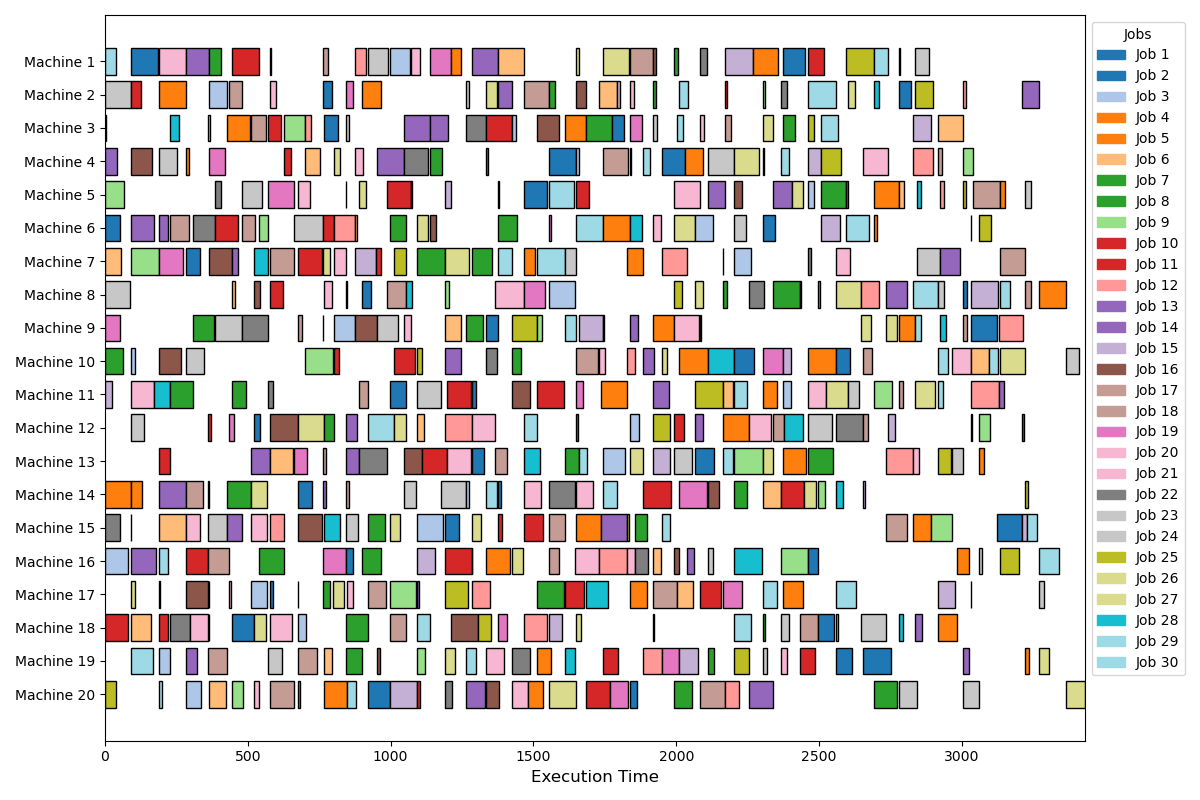 Machine 1
Machine 2
Machine 3
Machine 4
Machine 5
Machine 6
Machine 7
Machine 8
Machine 9
Machine 10
Machine 11
Machine 12
Machine 13
Machine 14
Machine 15
Machine 16
Machine 17
Machine 18
Machine 19
Machine 20
0 500 1000 1500 2000 2500 3000
Execution Time
Jobs
Job 1
Job 2
Job 3
Job 4
Job 5
Job 6
Job 7
Job 8
Job 9
Job 10
Job 11
Job 12
Job 13
Job 14
Job 15
Job 16
Job 17
Job 18
Job 19
Job 20
Job 21
Job 22
Job 23
Job 24
Job 25
Job 26
Job 27
Job 28
Job 29
Job 30